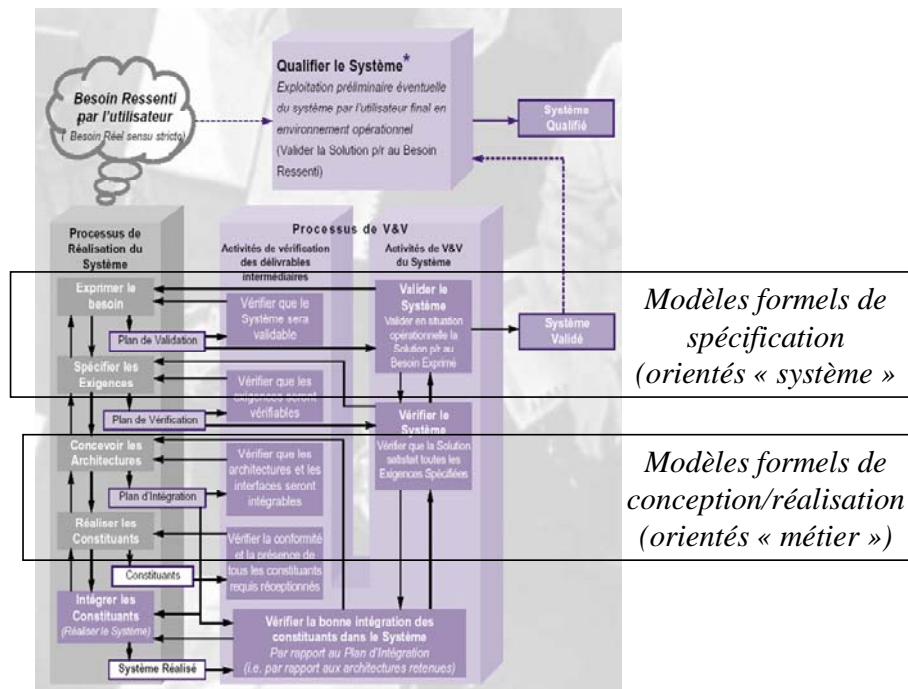 Qualifier le Système*
Exploitation préliminaire éventuelle
du système par l'utilisateur final en
environnement opérationnel
(Valider la Solution p/r au Besoin
Ressenti)
Besoin Ressenti
par l'utilisateur
(* Besoin Réel sensu stricto)
Système
Qualifié
Processus de
Réalisation du
Système
Processus de V&V
Activités de vérification
des délivrables
intermédiaires
Activités de V&V
du Système
Exprimer le
besoin
Vérifier que le
Système sera
validable
Plan de Validation
Valider le
Système
Valider en situation
opérationnelle la
Solution p/r au
Besoin Exprimé
Système
Validé
Modèles formels de
spécification
(orientés « système »
Spécifier les
Exigences
Vérifier que les
exigences seront
vérifiables
Plan de Vérification
Vérifier le
Système
Vérifier que la Solution
satisfait toutes les
Exigences Spécifiées
Concevoir les
Architectures
Vérifier que les
architectures et les
interfaces seront
intégrables
Plan d'Intégration
Modèles formels de
conception/réalisation
(orientés « métier »)
Réaliser les
Constituants
Vérifier la conformité
et la présence de
tous les constituants
requis réceptionnés
Constituants
Intégrer les
Constituants
(Réaliser le Système)
Vérifier la bonne intégration des
constituants dans le Système
Par rapport au Plan d'Intégration
(i.e. par rapport aux architectures retenues)
Système Réalisé